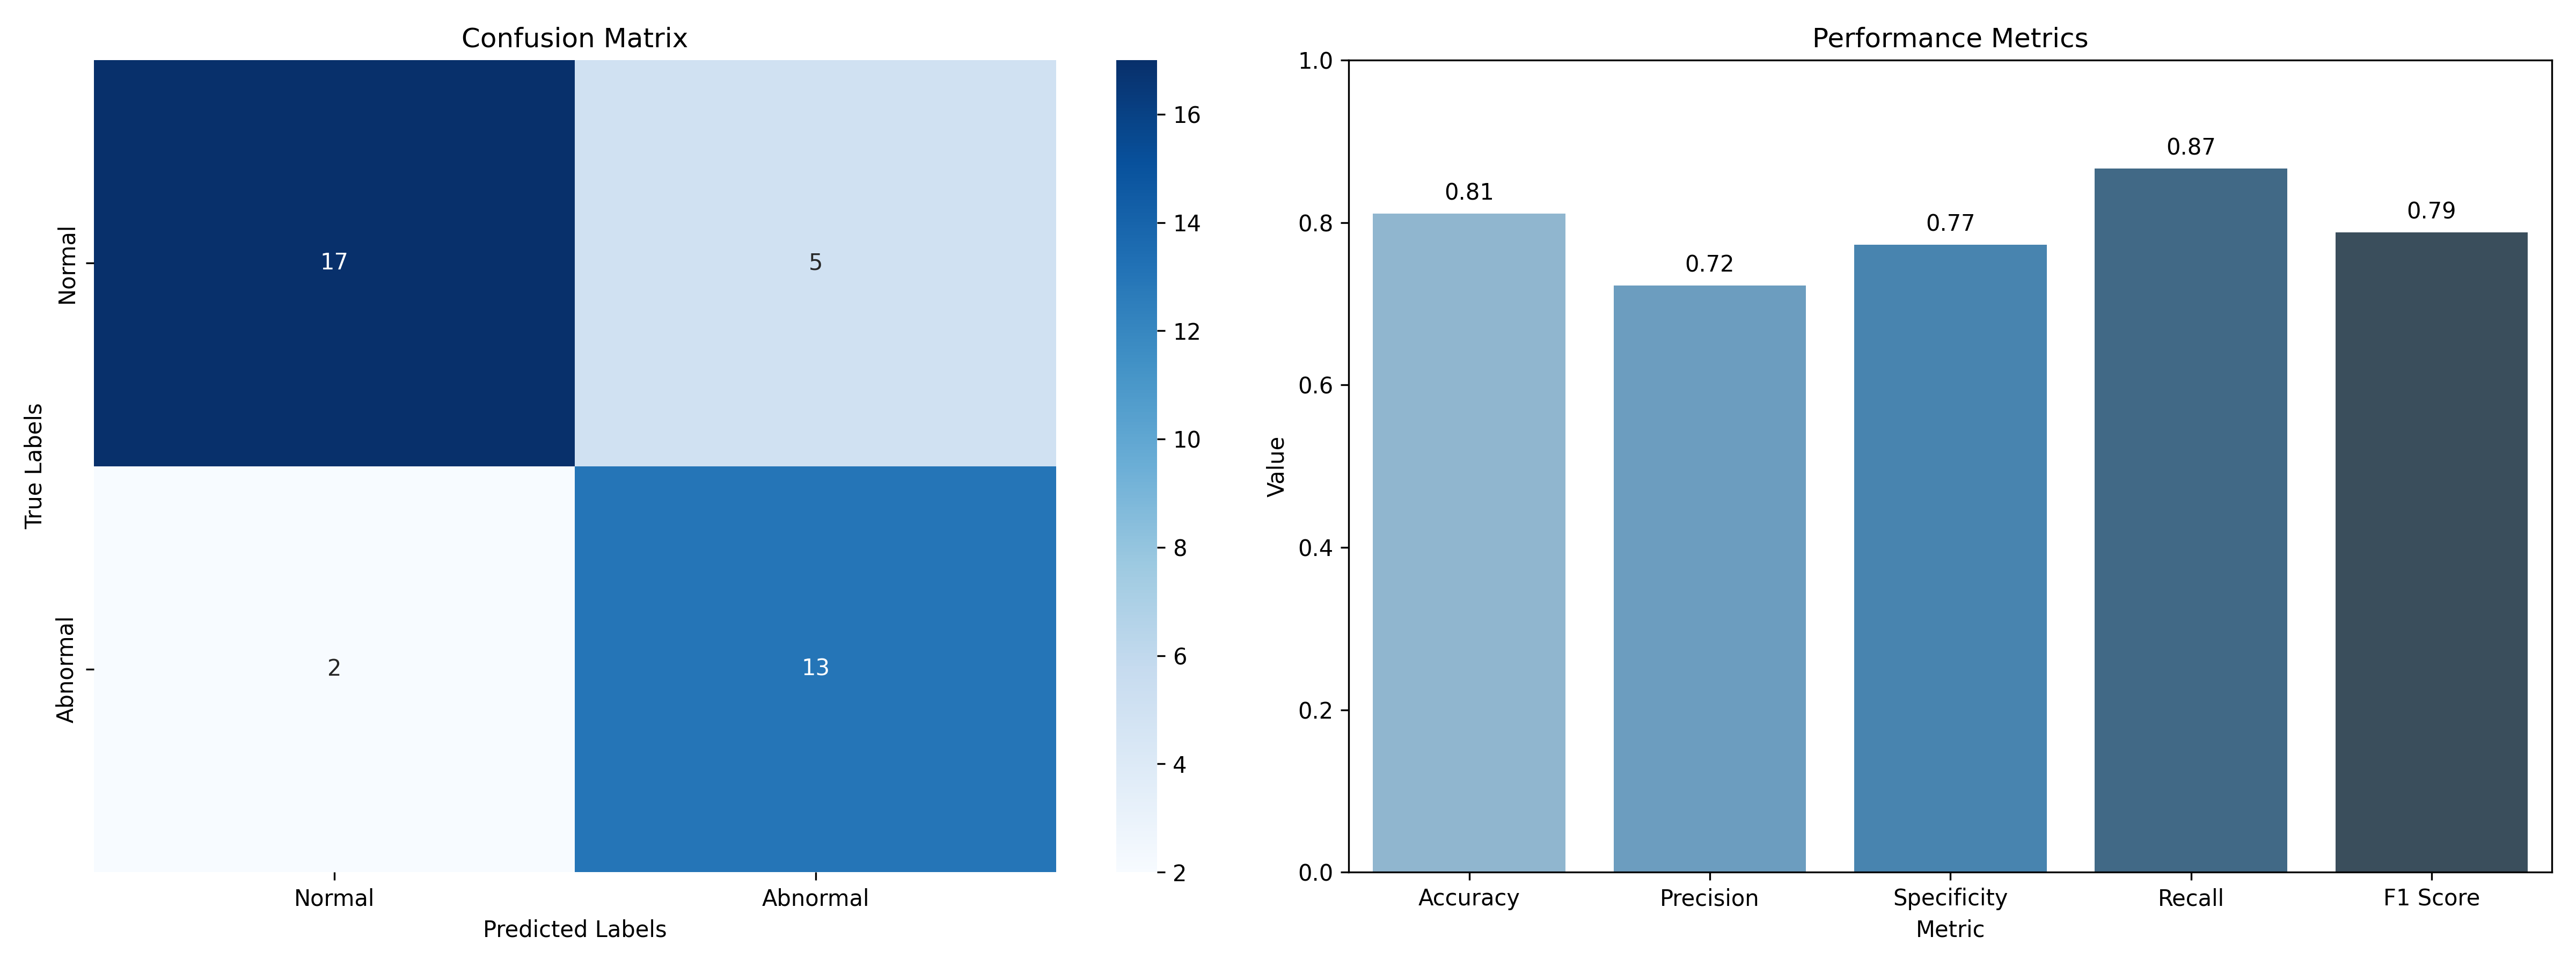 Confusion Matrix
True Labels
Normal
Abnormal
17
5
2
13
Normal
Abnormal
Predicted Labels
16
14
12
10
8
6
4
2
Performance Metrics
Value
1.0
0.8
0.6
0.4
0.2
0.0
0.81
0.72
0.77
0.87
0.79
Accuracy
Precision
Specificity
Recall
F1 Score
Metric